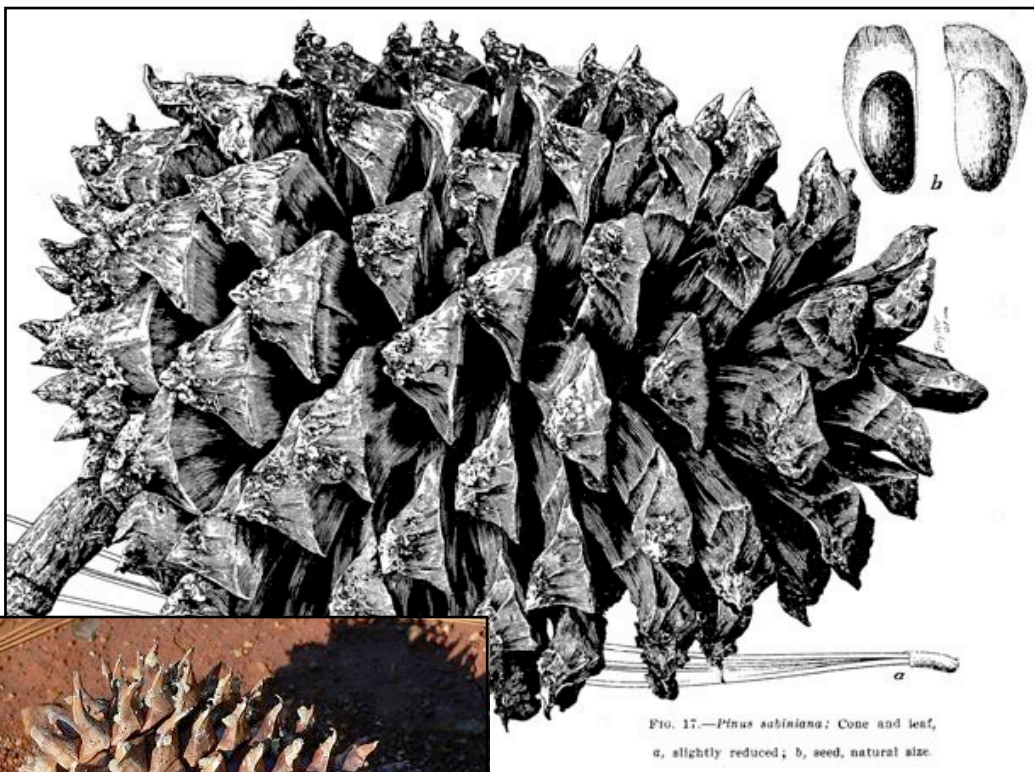 b
a
FIG. 17.—Pinus sabiniana; Cone and leaf,
a, slightly reduced; b, seed, natural size.